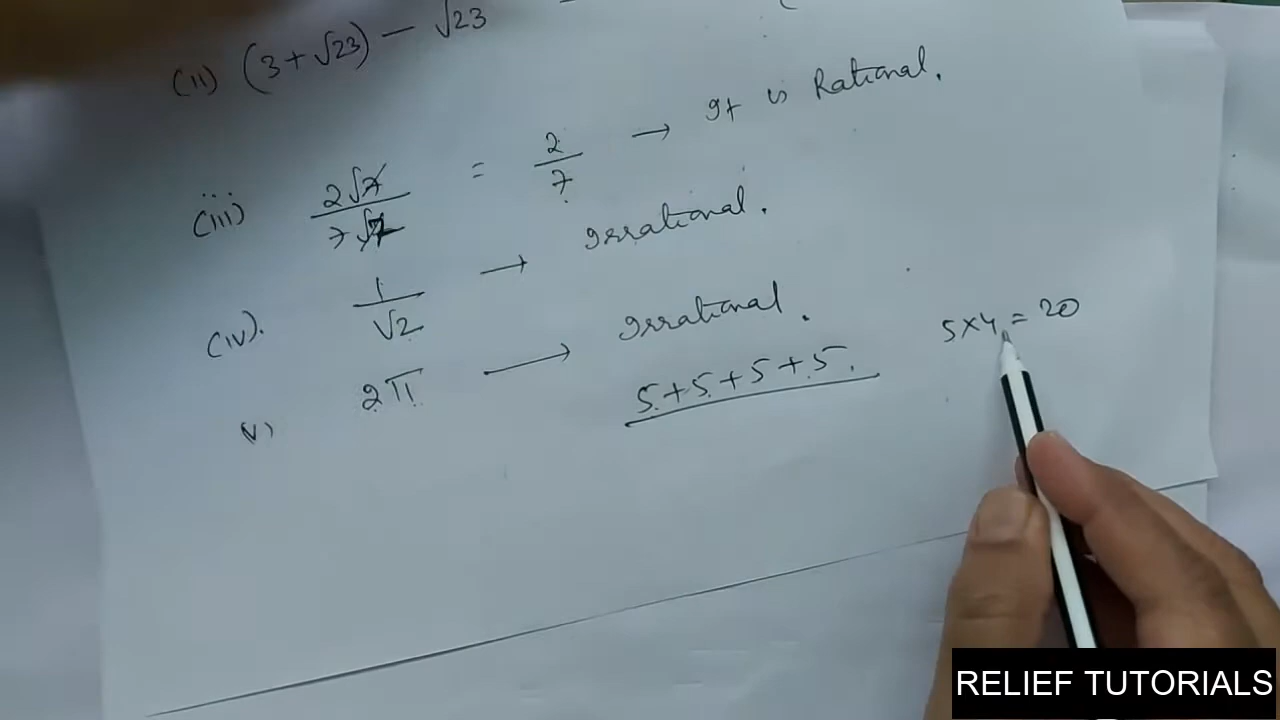 (ii) (3 + √23) − √23
(iii) 2√7 / 7√7 = 2/7 → It is Rational.
(iv). 1/√2 → Irrational.
v) 2π → Irrational.
5 + 5 + 5 + 5. 5×4 = 20
RELIEF TUTORIALS